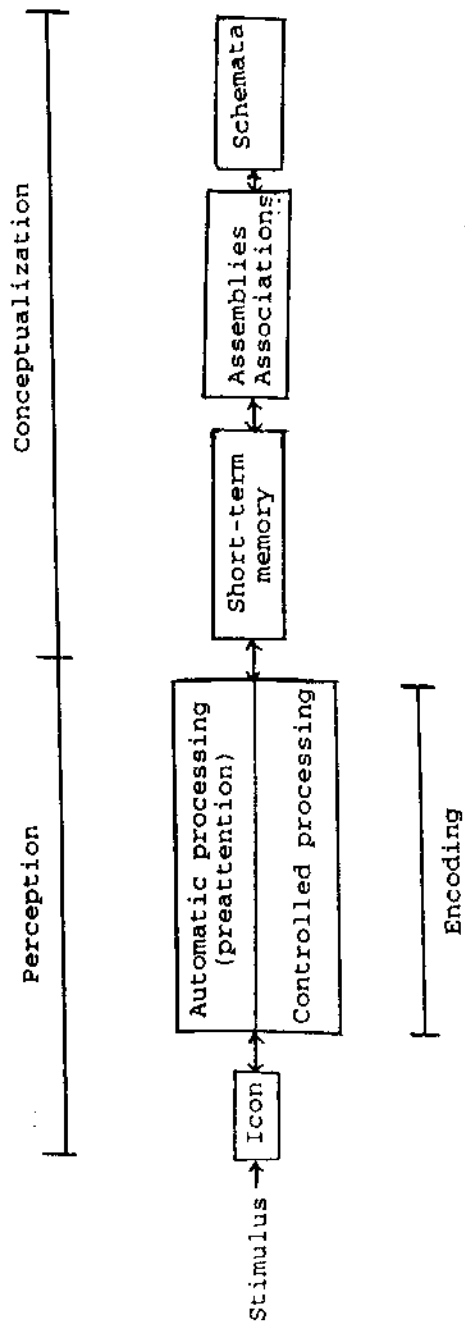 Perception
Conceptualization
Stimulus
Icon
Automatic processing
(preattention)
Controlled processing
Short-term
memory
Assemblies
Associations
Schemata
Encoding